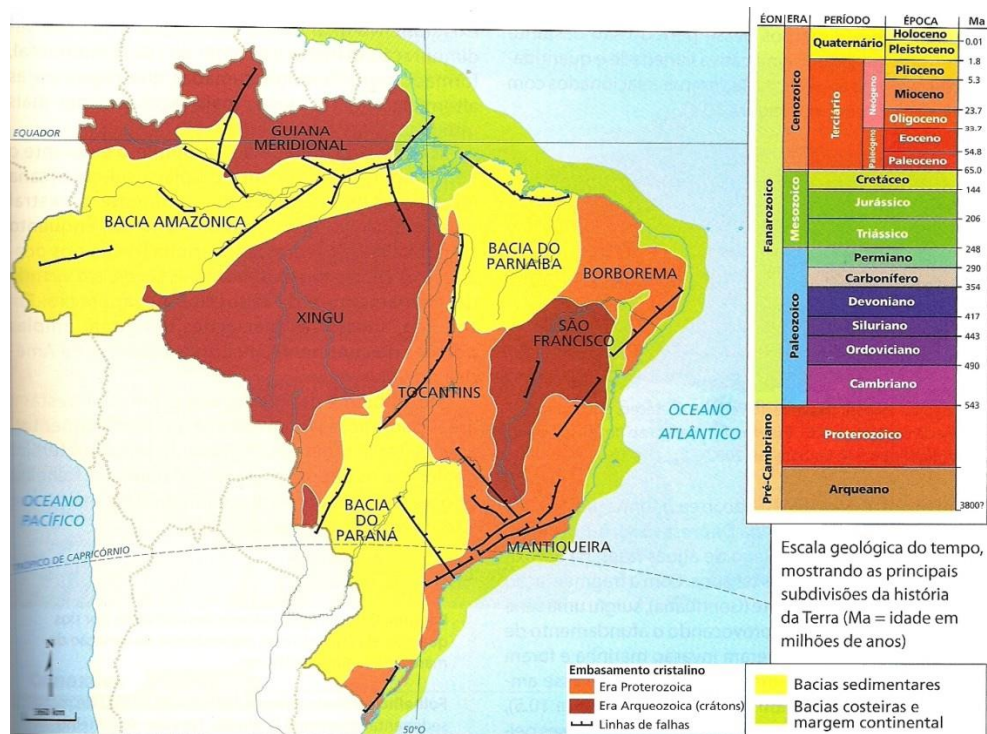 EQUADOR
GUIANA
MERIDIONAL
BACIA AMAZÔNICA
BACIA DO
PARNAÍBA
BORBOREMA
XINGU
SÃO
FRANCISCO
TOCANTINS
OCEANO
ATLÂNTICO
OCEANO
PACÍFICO
BACIA
DO
PARANÁ
TRÓPICO DE CAPRICÓRNIO
MANTIQUEIRA
N
360 km
50°O
Embasamento cristalino
Era Proterozoica
Era Arqueozoica (crátons)
Linhas de falhas
Bacias sedimentares
Bacias costeiras e
margem continental
ÉON ERA PERÍODO ÉPOCA Ma
Fanarozoico
Cenozoico
Quaternário
Holoceno
0.01
Pleistoceno
1.8
Terciário
Neógeno
Plioceno
5.3
Mioceno
23.7
Oligoceno
33.7
Paleógeno
Eoceno
54.8
Paleoceno
65.0
Mesozoico
Cretáceo
144
Jurássico
206
Triássico
248
Paleozoico
Permiano
290
Carbonífero
354
Devoniano
417
Siluriano
443
Ordoviciano
490
Cambriano
543
Pré-Cambriano
Proterozoico
Arqueano
3800?
Escala geológica do tempo,
mostrando as principais
subdivisões da história
da Terra (Ma = idade em
milhões de anos)